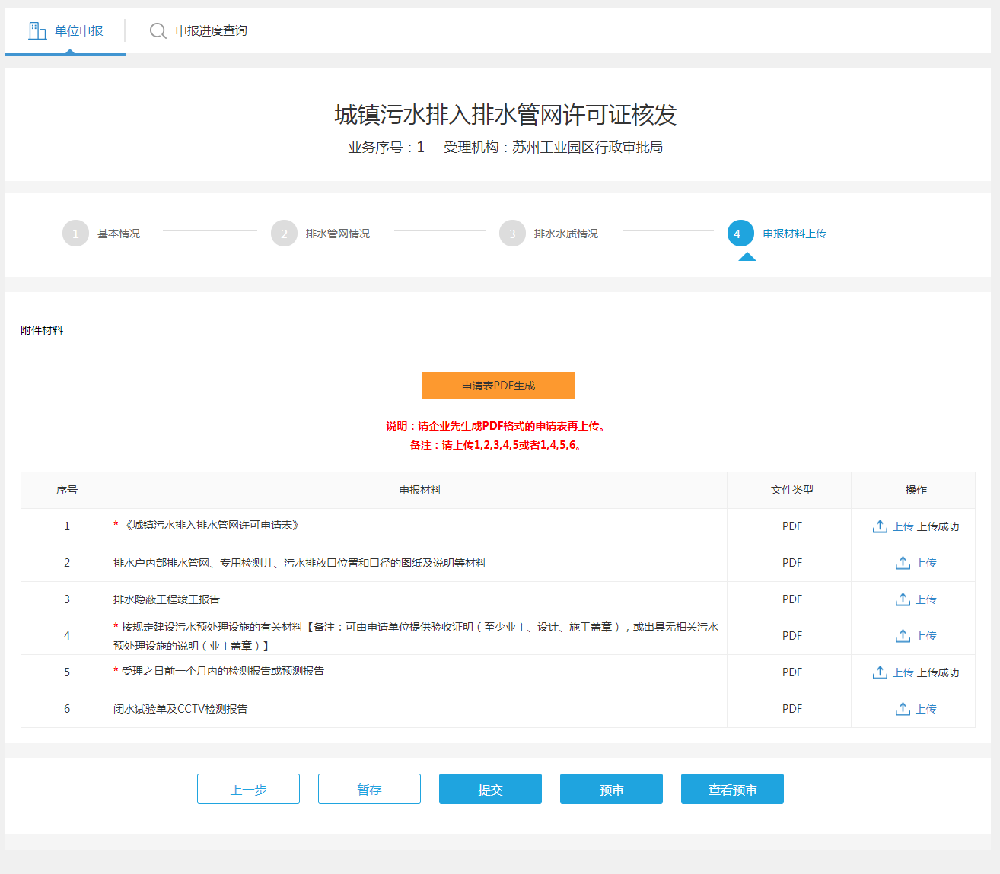 单位申报
申报进度查询
城镇污水排入排水管网许可证核发
业务序号：1 受理机构：苏州工业园区行政审批局
1 基本情况 2 排水管网情况 3 排水水质情况 4 申报材料上传
附件材料
申请表PDF生成
说明：请企业先生成PDF格式的申请表再上传。
备注：请上传1,2,3,4,5或者1,4,5,6。
序号 申报材料 文件类型 操作
1 * 《城镇污水排入排水管网许可申请表》 PDF 上传 上传成功
2 排水户内部排水管网、专用检测井、污水排放口位置和口径的图纸及说明等材料 PDF 上传
3 排水隐蔽工程竣工报告 PDF 上传
4 * 按规定建设污水预处理设施的有关材料【备注：可由申请单位提供验收证明（至少业主、设计、施工盖章），或出具无相关污水
预处理设施的说明（业主盖章）】 PDF 上传
5 * 受理之日前一个月内的检测报告或预测报告 PDF 上传 上传成功
6 闭水试验单及CCTV检测报告 PDF 上传
上一步 暂存 提交 预审 查看预审